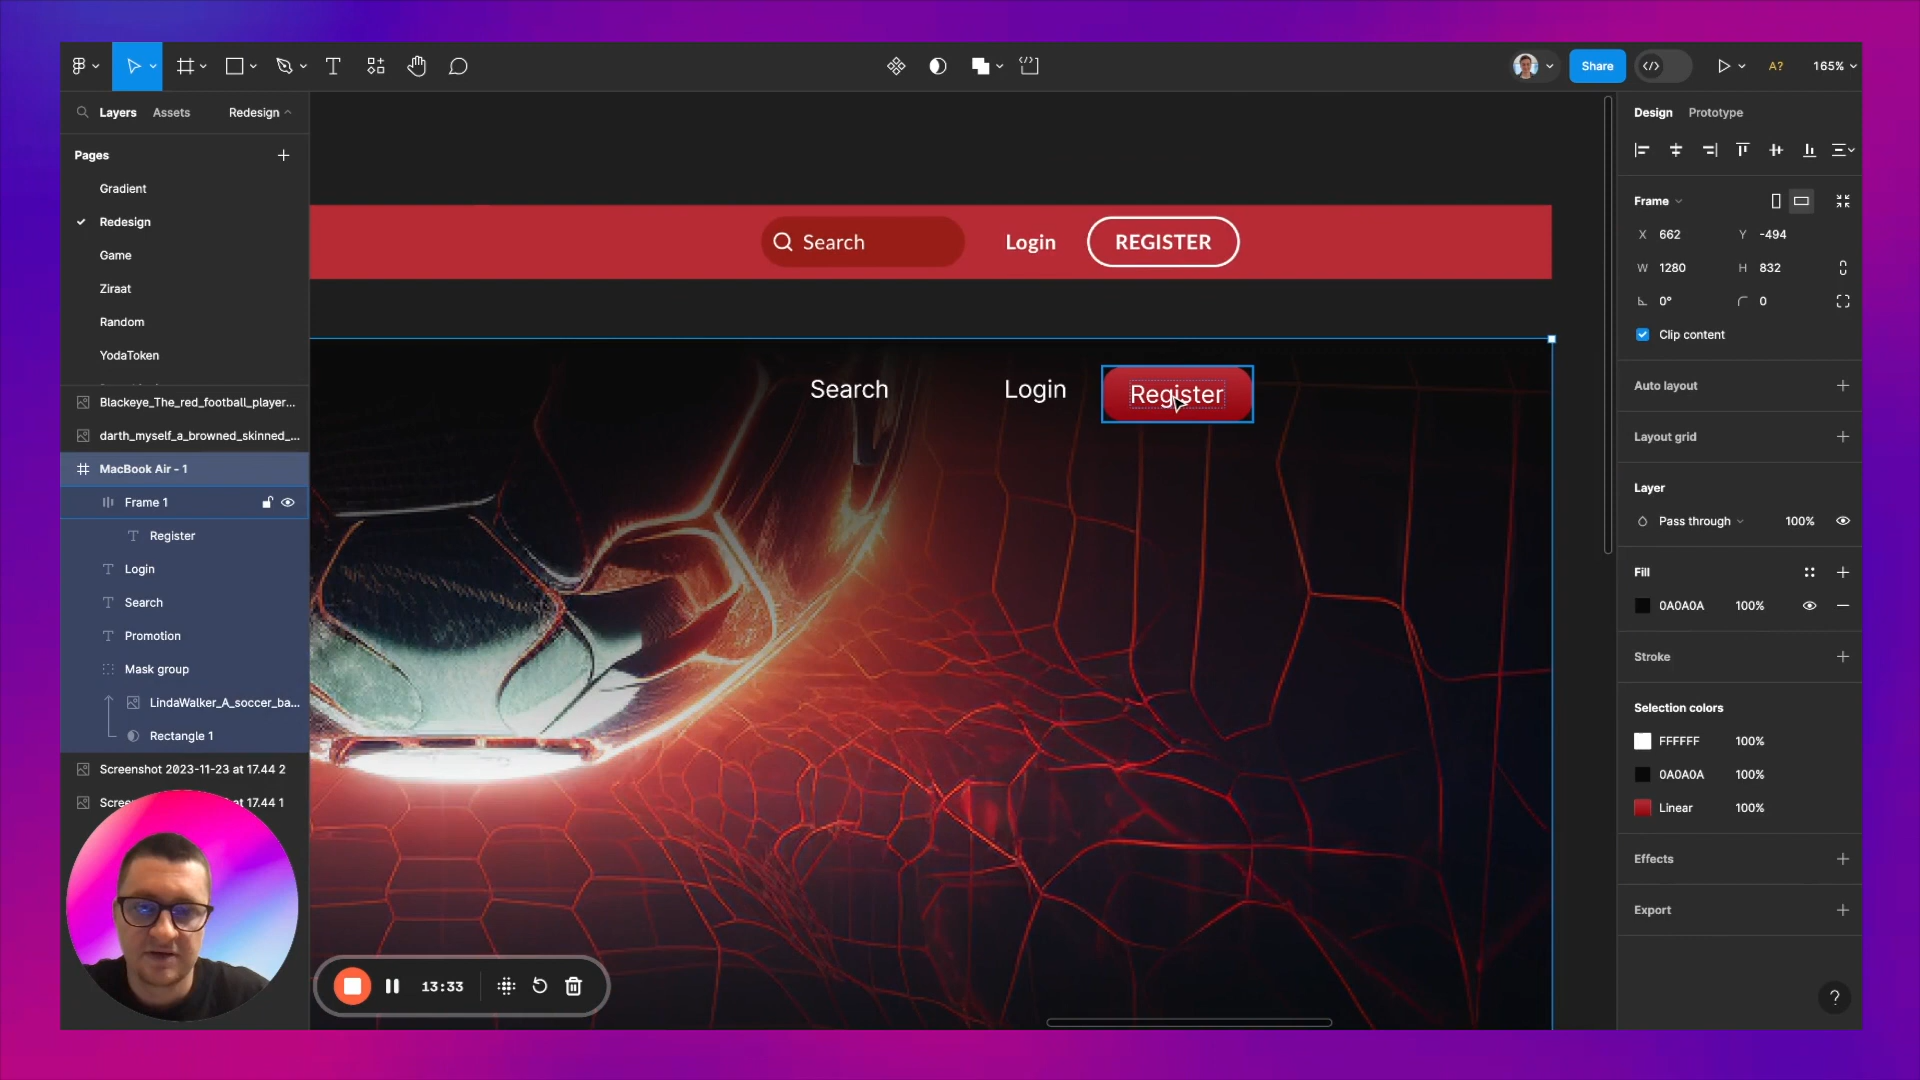 Share
A?
165%
Layers
Assets
Redesign
Design
Prototype
Pages
Gradient
Redesign
Game
Ziraat
Random
YodaToken
Blackeye_The_red_football_player...
darth_myself_a_browned_skinned_...
MacBook Air - 1
Frame 1
Register
Login
Search
Promotion
Mask group
LindaWalker_A_soccer_ba...
Rectangle 1
Screenshot 2023-11-23 at 17.44 2
Scree
at 17.44 1
Search
Login
REGISTER
Search
Login
Register
13:33
Frame
X 662
Y -494
W 1280
H 832
0°
0
Clip content
Auto layout
Layout grid
Layer
Pass through
100%
Fill
0A0A0A
100%
Stroke
Selection colors
FFFFFF
100%
0A0A0A
100%
Linear
100%
Effects
Export
?